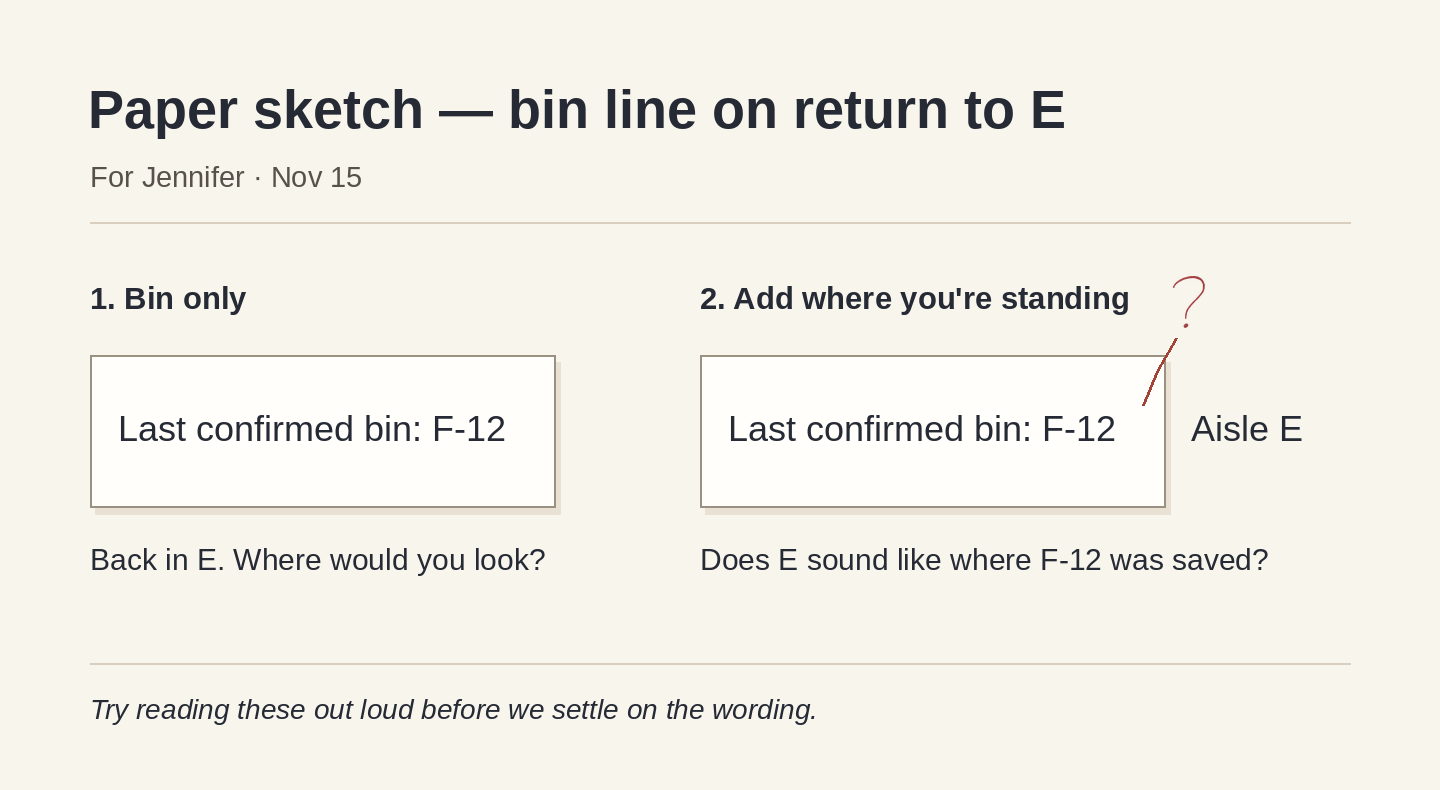 Paper sketch — bin line on return to E
For Jennifer · Nov 15
1. Bin only
Last confirmed bin: F-12
Back in E. Where would you look?
2. Add where you're standing
?
Last confirmed bin: F-12
Aisle E
Does E sound like where F-12 was saved?
Try reading these out loud before we settle on the wording.